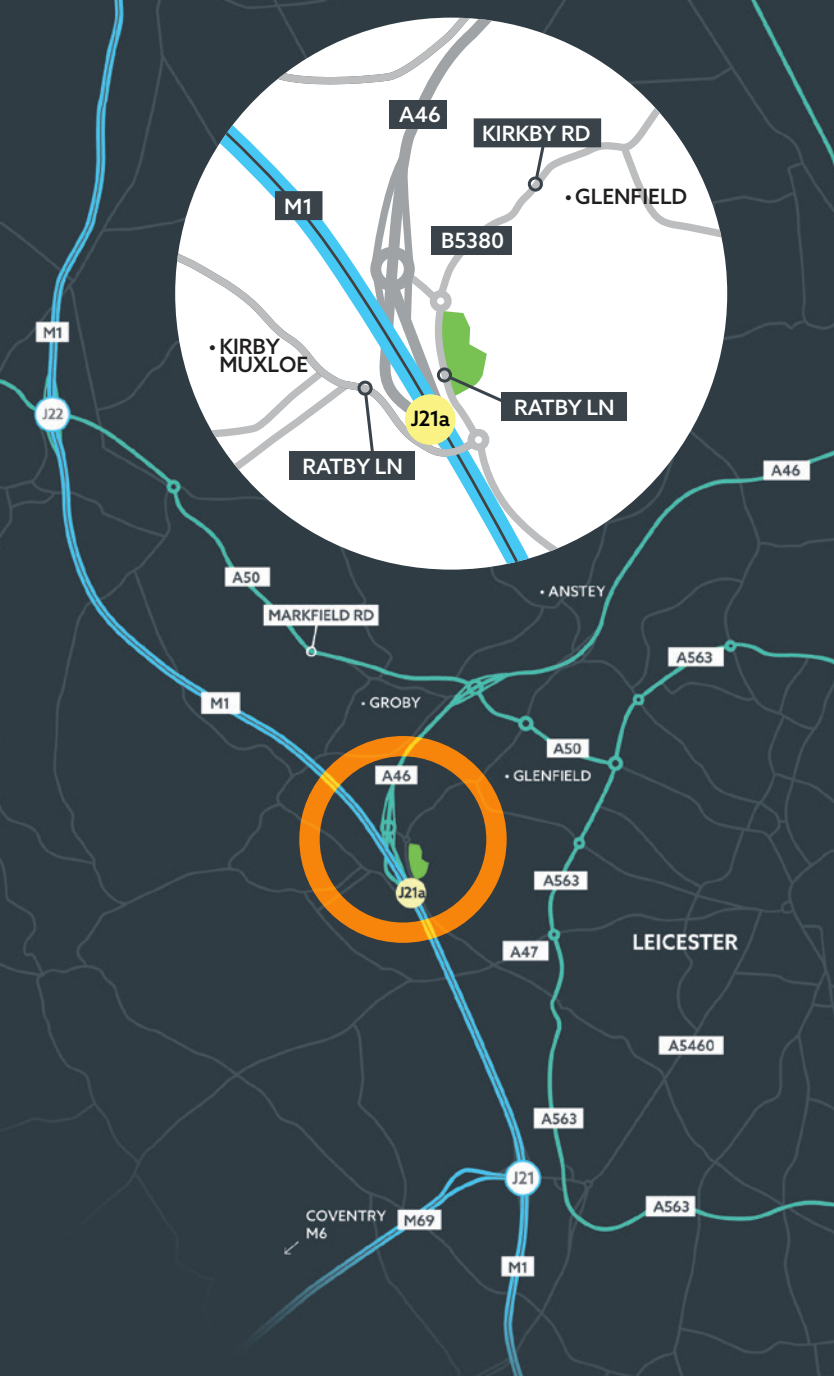 A46
KIRKBY RD
• GLENFIELD
M1
B5380
• KIRBY
MUXLOE
RATBY LN
J21a
RATBY LN
M1
J22
A46
A50
• ANSTEY
MARKFIELD RD
A563
M1
• GROBY
A50
A46
• GLENFIELD
A563
J21a
LEICESTER
A47
A5460
A563
J21
COVENTRY
M6
M69
A563
M1